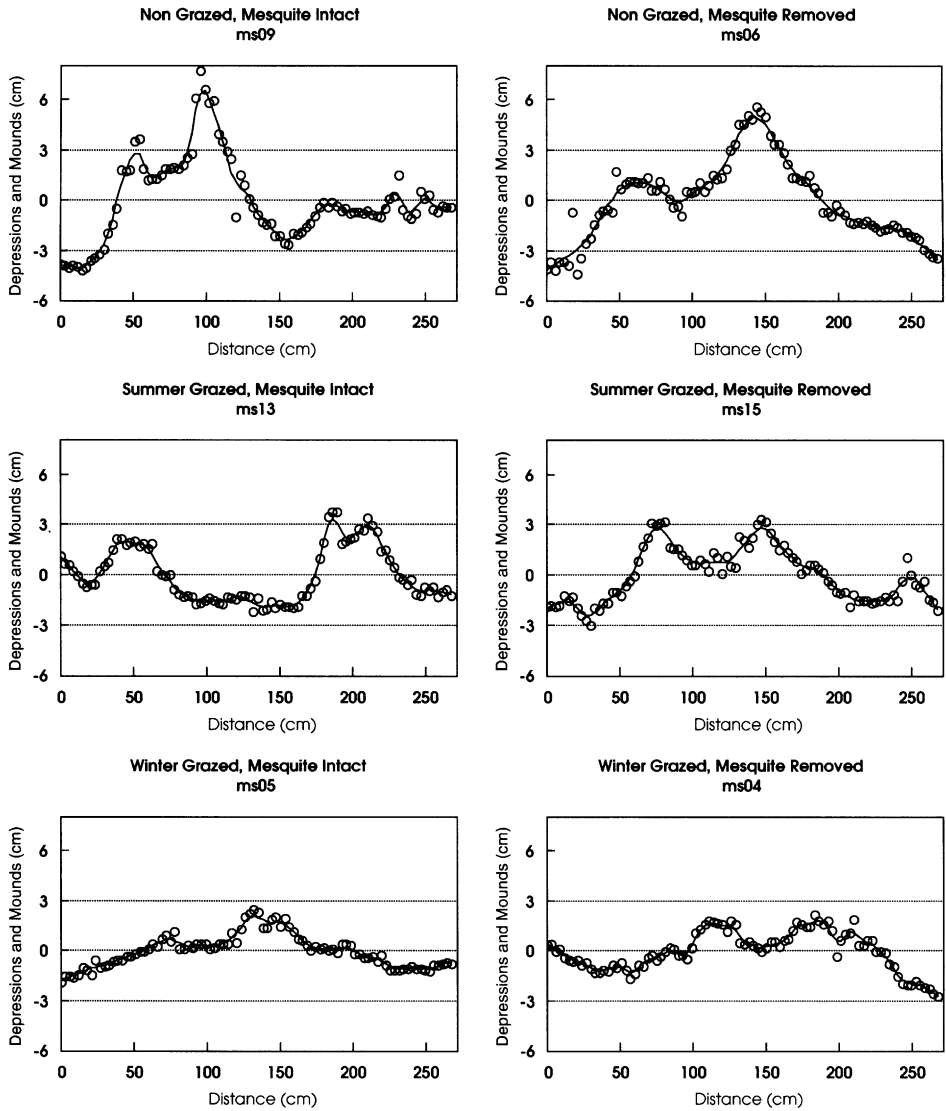 Non Grazed, Mesquite Intact
ms09
Depressions and Mounds (cm)
6
3
0
-3
-6
0 50 100 150 200 250
Distance (cm)
Non Grazed, Mesquite Removed
ms06
Depressions and Mounds (cm)
6
3
0
-3
-6
0 50 100 150 200 250
Distance (cm)
Summer Grazed, Mesquite Intact
ms13
Depressions and Mounds (cm)
6
3
0
-3
-6
0 50 100 150 200 250
Distance (cm)
Summer Grazed, Mesquite Removed
ms15
Depressions and Mounds (cm)
6
3
0
-3
-6
0 50 100 150 200 250
Distance (cm)
Winter Grazed, Mesquite Intact
ms05
Depressions and Mounds (cm)
6
3
0
-3
-6
0 50 100 150 200 250
Distance (cm)
Winter Grazed, Mesquite Removed
ms04
Depressions and Mounds (cm)
6
3
0
-3
-6
0 50 100 150 200 250
Distance (cm)